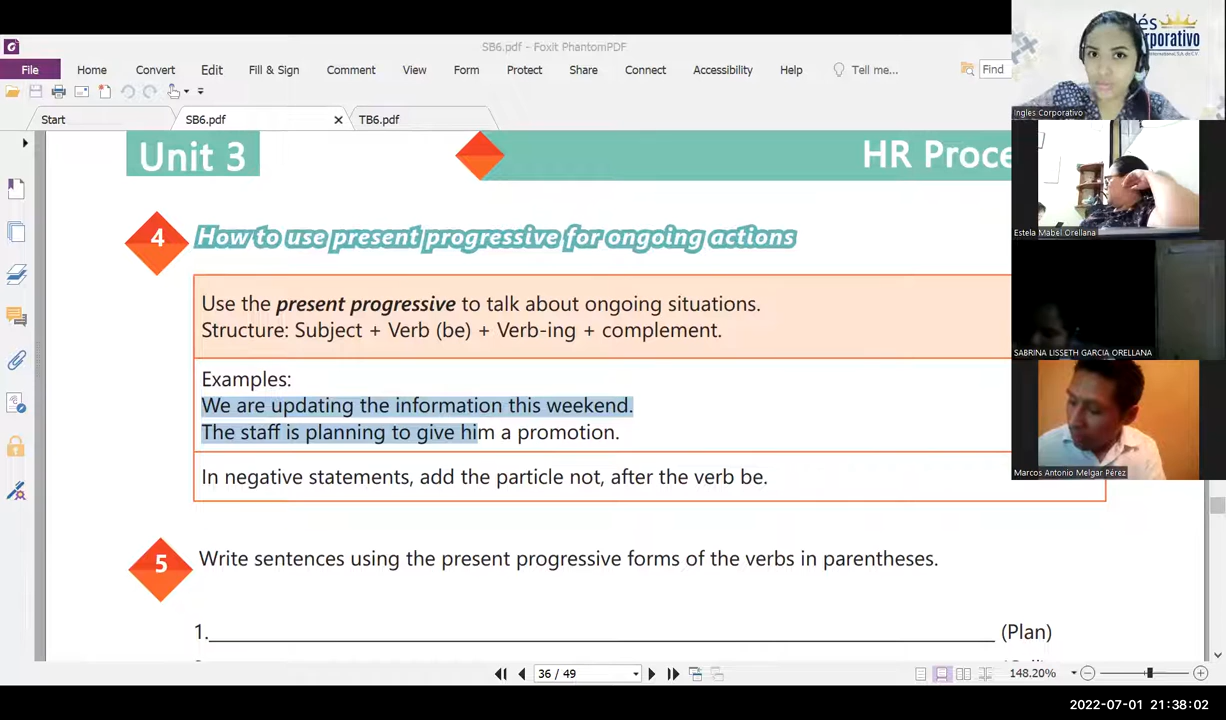 SB6.pdf - Foxit PhantomPDF
File Home Convert Edit Fill & Sign Comment View Form Protect Share Connect Accessibility Help Tell me... Find
Start SB6.pdf TB6.pdf
Unit 3
HR Proce
4 How to use present progressive for ongoing actions
Use the present progressive to talk about ongoing situations.
Structure: Subject + Verb (be) + Verb-ing + complement.
Examples:
We are updating the information this weekend.
The staff is planning to give him a promotion.
In negative statements, add the particle not, after the verb be.
5 Write sentences using the present progressive forms of the verbs in parentheses.
1. (Plan)
36 / 49
148.20%
Ingles Corporativo
Estela Mabel Orellana
SABRINA LISSETH GARCIA ORELLANA
Marcos Antonio Melgar Pérez
2022-07-01 21:38:02